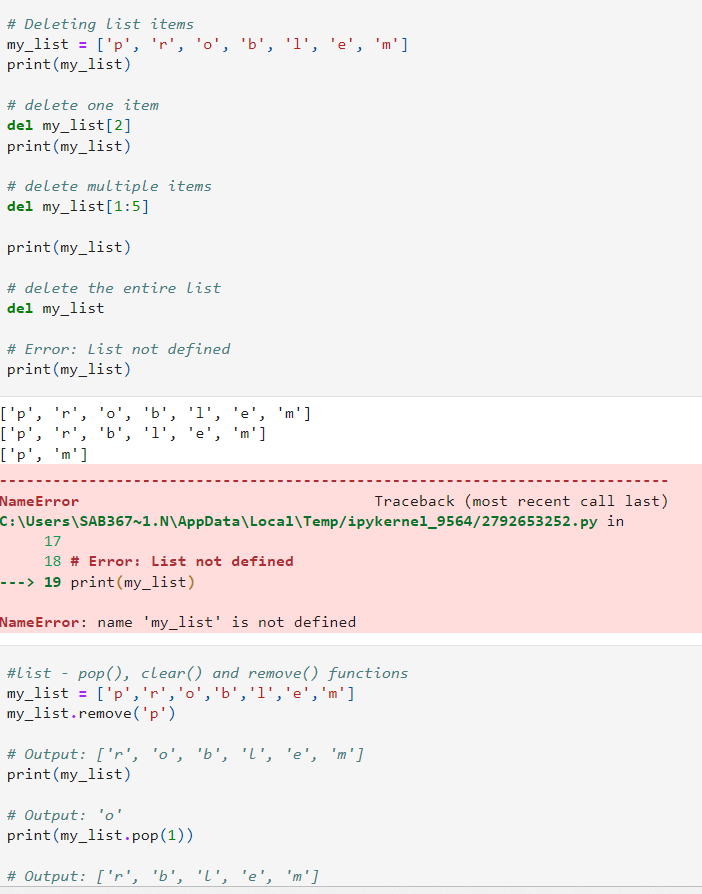 # Deleting list items
my_list = ['p', 'r', 'o', 'b', 'l', 'e', 'm']
print(my_list)
# delete one item
del my_list[2]
print(my_list)
# delete multiple items
del my_list[1:5]
print(my_list)
# delete the entire list
del my_list
# Error: List not defined
print(my_list)
['p', 'r', 'o', 'b', 'l', 'e', 'm']
['p', 'r', 'b', 'l', 'e', 'm']
['p', 'm']
---------------------------------------------------------------------------
NameError                                 Traceback (most recent call last)
C:\Users\SAB367~1.N\AppData\Local\Temp/ipykernel_9564/2792653252.py in
     17
     18 # Error: List not defined
---> 19 print(my_list)
NameError: name 'my_list' is not defined
#list - pop(), clear() and remove() functions
my_list = ['p','r','o','b','l','e','m']
my_list.remove('p')
# Output: ['r', 'o', 'b', 'l', 'e', 'm']
print(my_list)
# Output: 'o'
print(my_list.pop(1))
# Output: ['r', 'b', 'l', 'e', 'm']